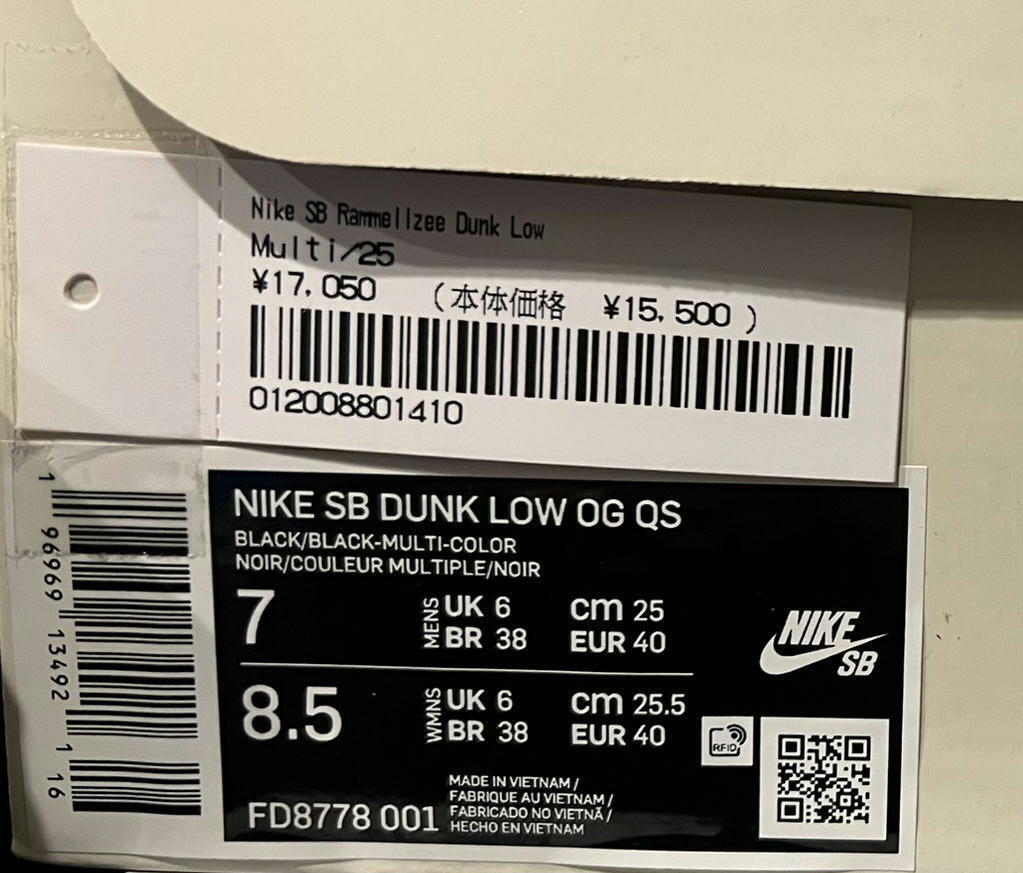 Nike SB Rammellzee Dunk Low
Multi/25
¥17,050 (本体価格 ¥15,500 )
012008801410
1 96969 13492 1 16
NIKE SB DUNK LOW OG QS
BLACK/BLACK-MULTI-COLOR
NOIR/COULEUR MULTIPLE/NOIR
7 MENS UK 6 cm 25
BR 38 EUR 40
8.5 WMNS UK 6 cm 25.5
BR 38 EUR 40
NIKE
SB
RFID
FD8778 001
MADE IN VIETNAM /
FABRIQUE AU VIETNAM /
FABRICADO NO VIETNÃ /
HECHO EN VIETNAM